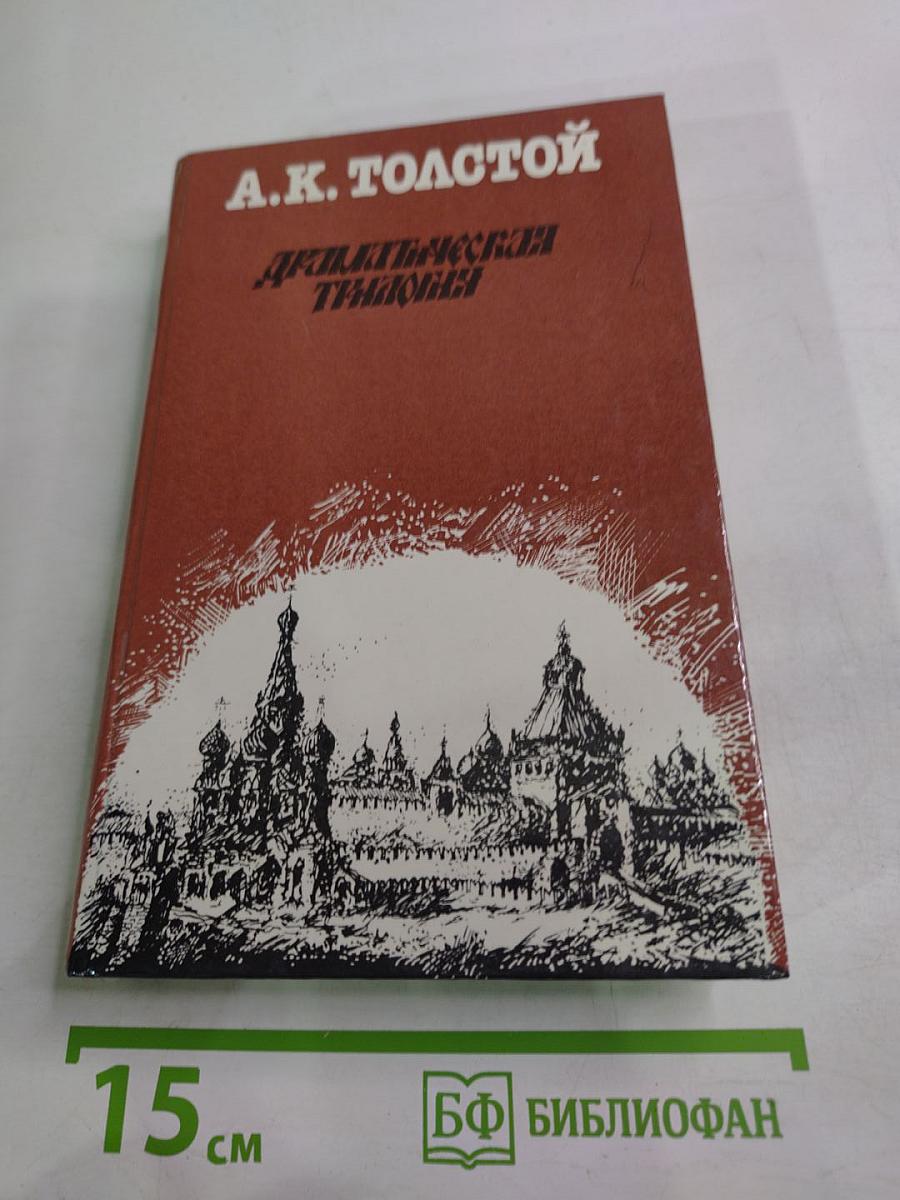 А.К. ТОЛСТОЙ
ДРАМАТИЧЕСКАЯ
ТРИЛОГИЯ
15 см
БФ БИБЛИОФАН